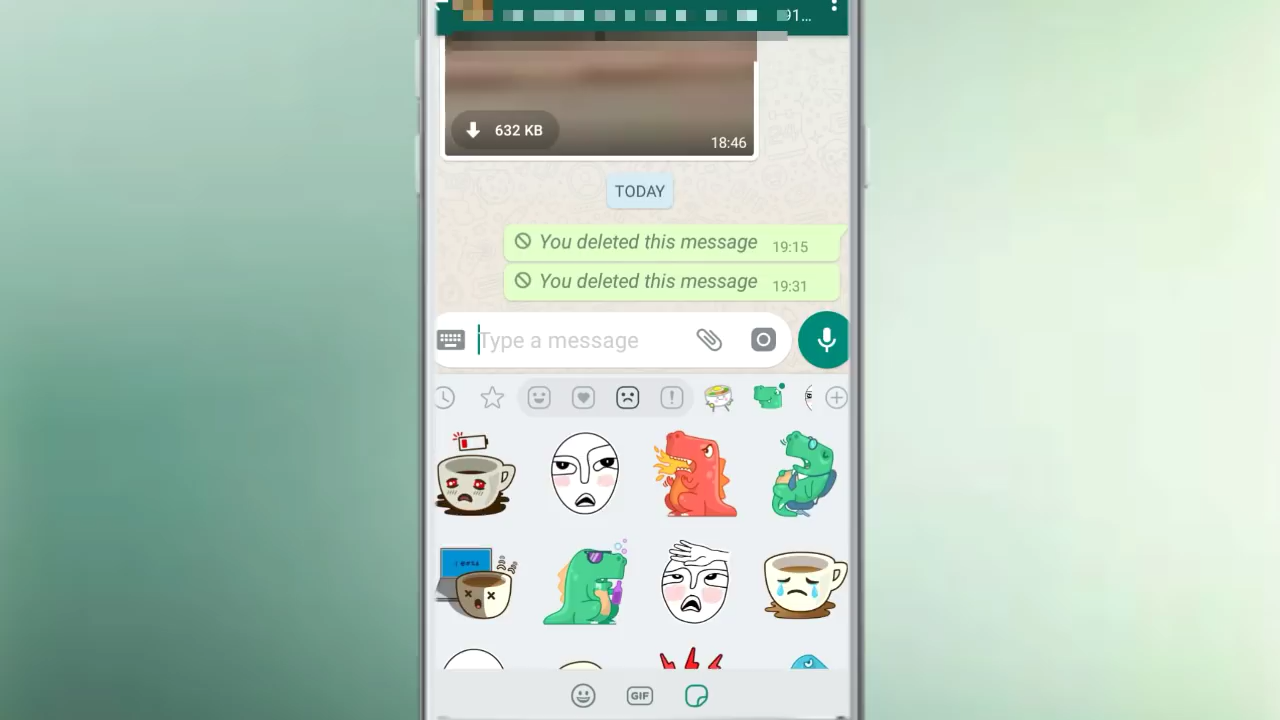 91...
632 KB
18:46
TODAY
You deleted this message 19:15
You deleted this message 19:31
Type a message
GIF